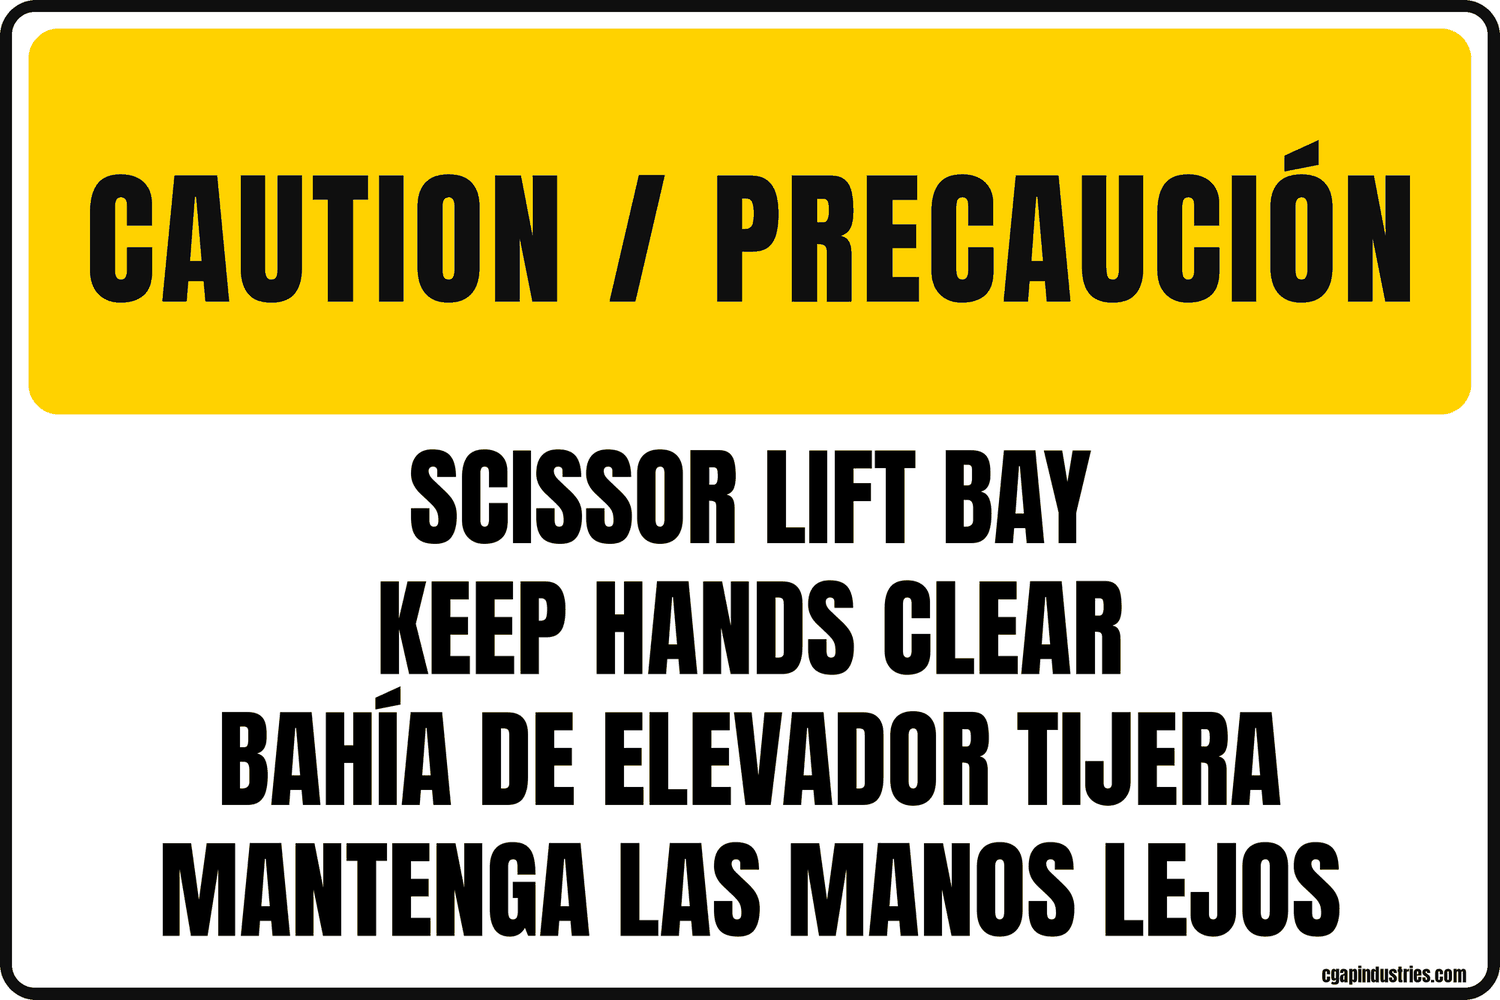 CAUTION / PRECAUCIÓN
SCISSOR LIFT BAY
KEEP HANDS CLEAR
BAHÍA DE ELEVADOR TIJERA
MANTENGA LAS MANOS LEJOS
cgapindustries.com